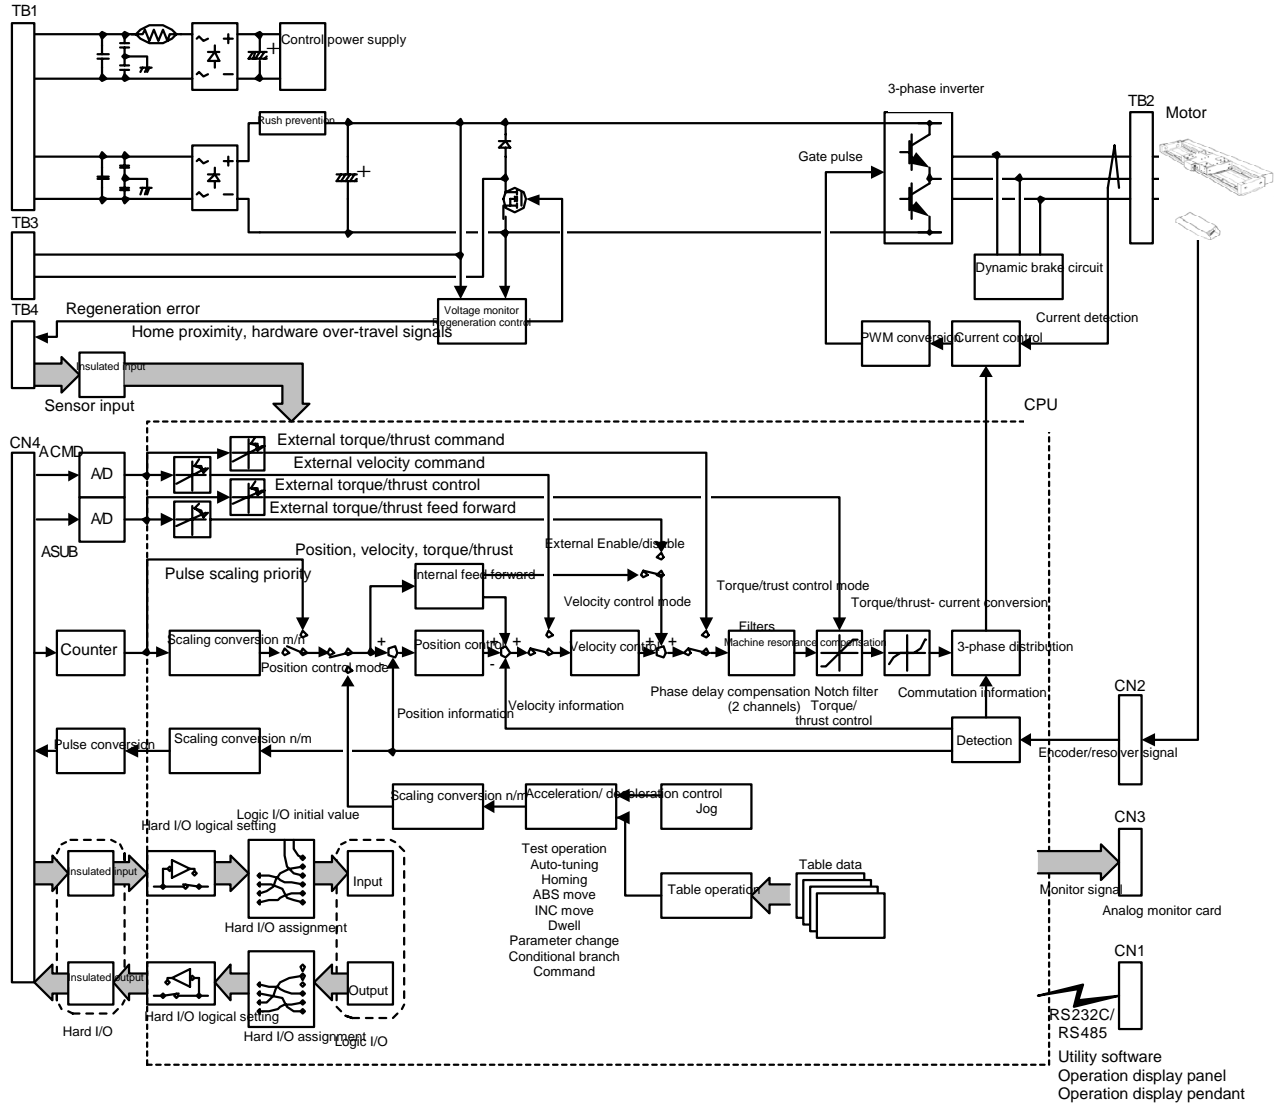 TB1
Control power supply
3-phase inverter
TB2
Motor
Rush prevention
Gate pulse
TB3
Dynamic brake circuit
TB4
Regeneration error
Voltage monitor
Regeneration control
Home proximity, hardware over-travel signals
Current detection
PWM conversion
Current control
Insulated input
Sensor input
CPU
CN4
ACMD
A/D
External torque/thrust command
External velocity command
External torque/thrust control
External torque/thrust feed forward
A/D
ASUB
Position, velocity, torque/thrust
External Enable/disable
Pulse scaling priority
Internal feed forward
Velocity control mode
Torque/trust control mode
Torque/thrust- current conversion
Filters
Counter
Scaling conversion m/n
Position control mode
+
-
Position control
+
+
-
Velocity control
+
+
Machine resonance compensation
3-phase distribution
Phase delay compensation
(2 channels)
Notch filter
Torque/
thrust control
Commutation information
Position information
Velocity information
CN2
Pulse conversion
Scaling conversion n/m
Detection
Encoder/resolver signal
Scaling conversion n/m
Acceleration/ deceleration control
Jog
CN3
Logic I/O initial value
Hard I/O logical setting
Insulated input
Input
Hard I/O assignment
Test operation
Auto-tuning
Homing
ABS move
INC move
Dwell
Parameter change
Conditional branch
Command
Table operation
Table data
Monitor signal
Analog monitor card
CN1
Insulated output
Output
Hard I/O logical setting
Hard I/O
Hard I/O assignment
Logic I/O
RS232C/
RS485
Utility software
Operation display panel
Operation display pendant